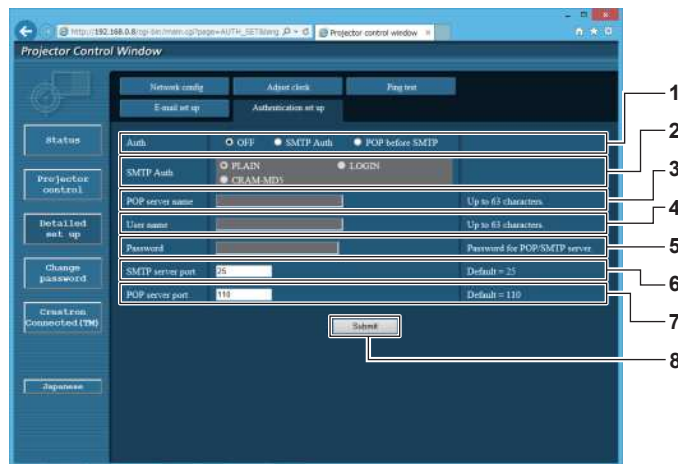 http://192.168.0.8/cgi-bin/main.cgi?page=AUTH_SET&lang
Projector control window
Projector Control Window
Network config
Adjust clock
Ping test
E-mail set up
Authentication set up
Status
Projector control
Detailed set up
Change password
Crestron Connected(TM)
Japanese
Auth OFF SMTP Auth POP before SMTP
SMTP Auth PLAIN LOGIN
CRAM-MD5
POP server name Up to 63 characters.
User name Up to 63 characters.
Password Password for POP/SMTP server.
SMTP server port 25 Default = 25
POP server port 110 Default = 110
Submit
1
2
3
4
5
6
7
8